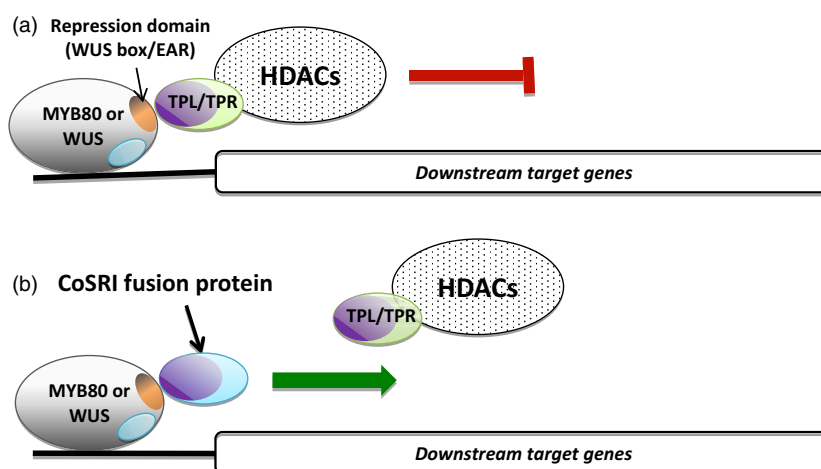 (a)
Repression domain
(WUS box/EAR)
HDACs
TPL/TPR
MYB80 or
WUS
Downstream target genes
(b)
CoSRI fusion protein
HDACs
TPL/TPR
MYB80 or
WUS
Downstream target genes